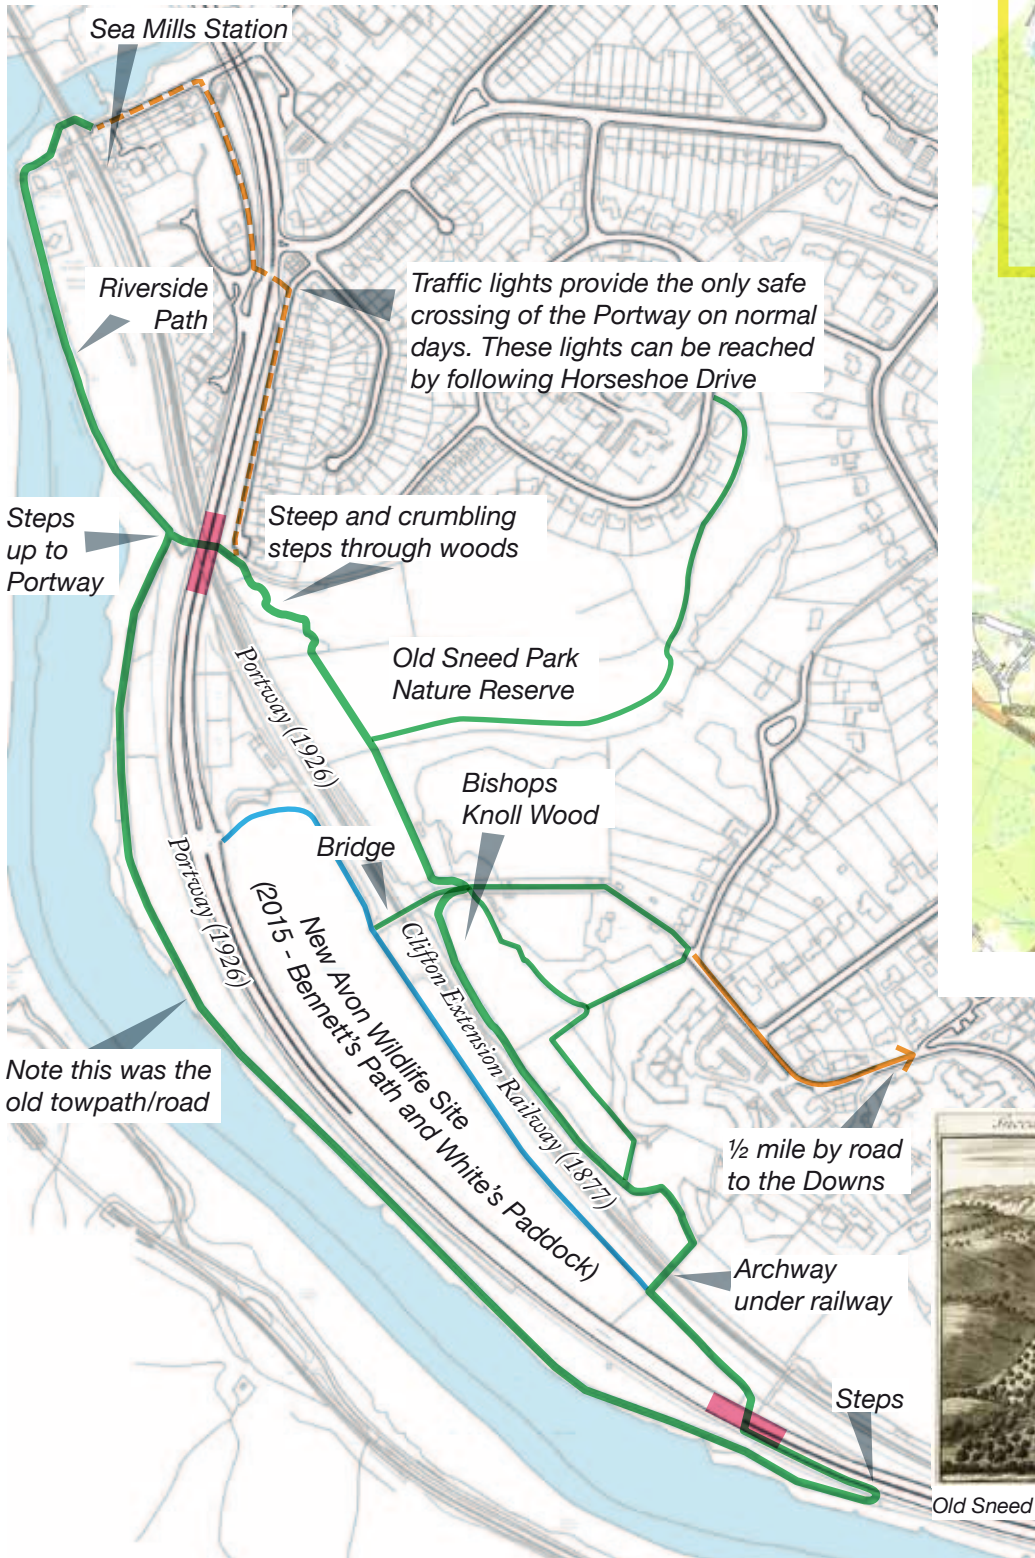 Sea Mills Station
Riverside
Path
Traffic lights provide the only safe
crossing of the Portway on normal
days. These lights can be reached
by following Horseshoe Drive
Steps
up to
Portway
Steep and crumbling
steps through woods
Old Sneed Park
Nature Reserve
Portway (1926)
Bishops
Knoll Wood
Bridge
Portway (1926)
Clifton Extension Railway (1877)
New Avon Wildlife Site
(2015 - Bennett's Path and White's Paddock)
Note this was the
old towpath/road
½ mile by road
to the Downs
Archway
under railway
Steps
Old Sneed